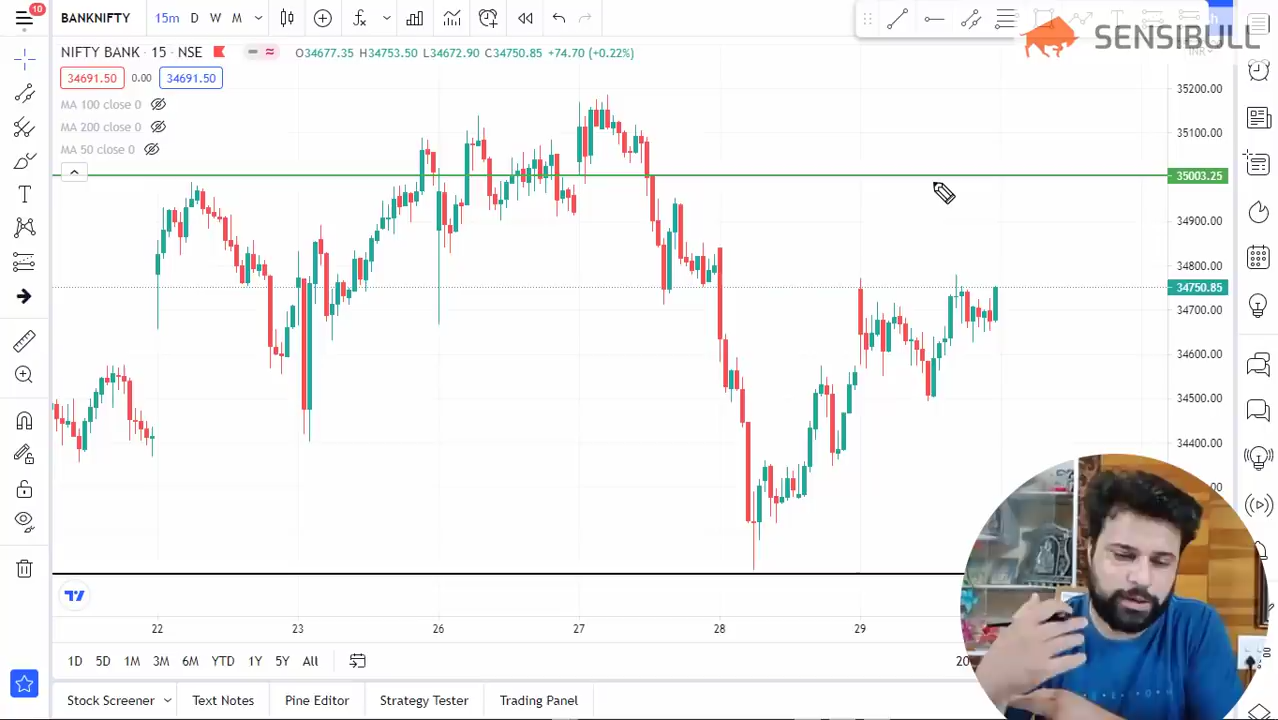 10
BANKNIFTY
15m D W M
SENSIBULL
NIFTY BANK · 15 · NSE
O34677.35 H34753.50 L34672.90 C34750.85 +74.70 (+0.22%)
34691.50 0.00 34691.50
MA 100 close 0
MA 200 close 0
MA 50 close 0
35200.00
35100.00
35003.25
34900.00
34800.00
34750.85
34700.00
34600.00
34500.00
34400.00
22 23 26 27 28 29
1D 5D 1M 3M 6M YTD 1Y 5Y All
Stock Screener Text Notes Pine Editor Strategy Tester Trading Panel